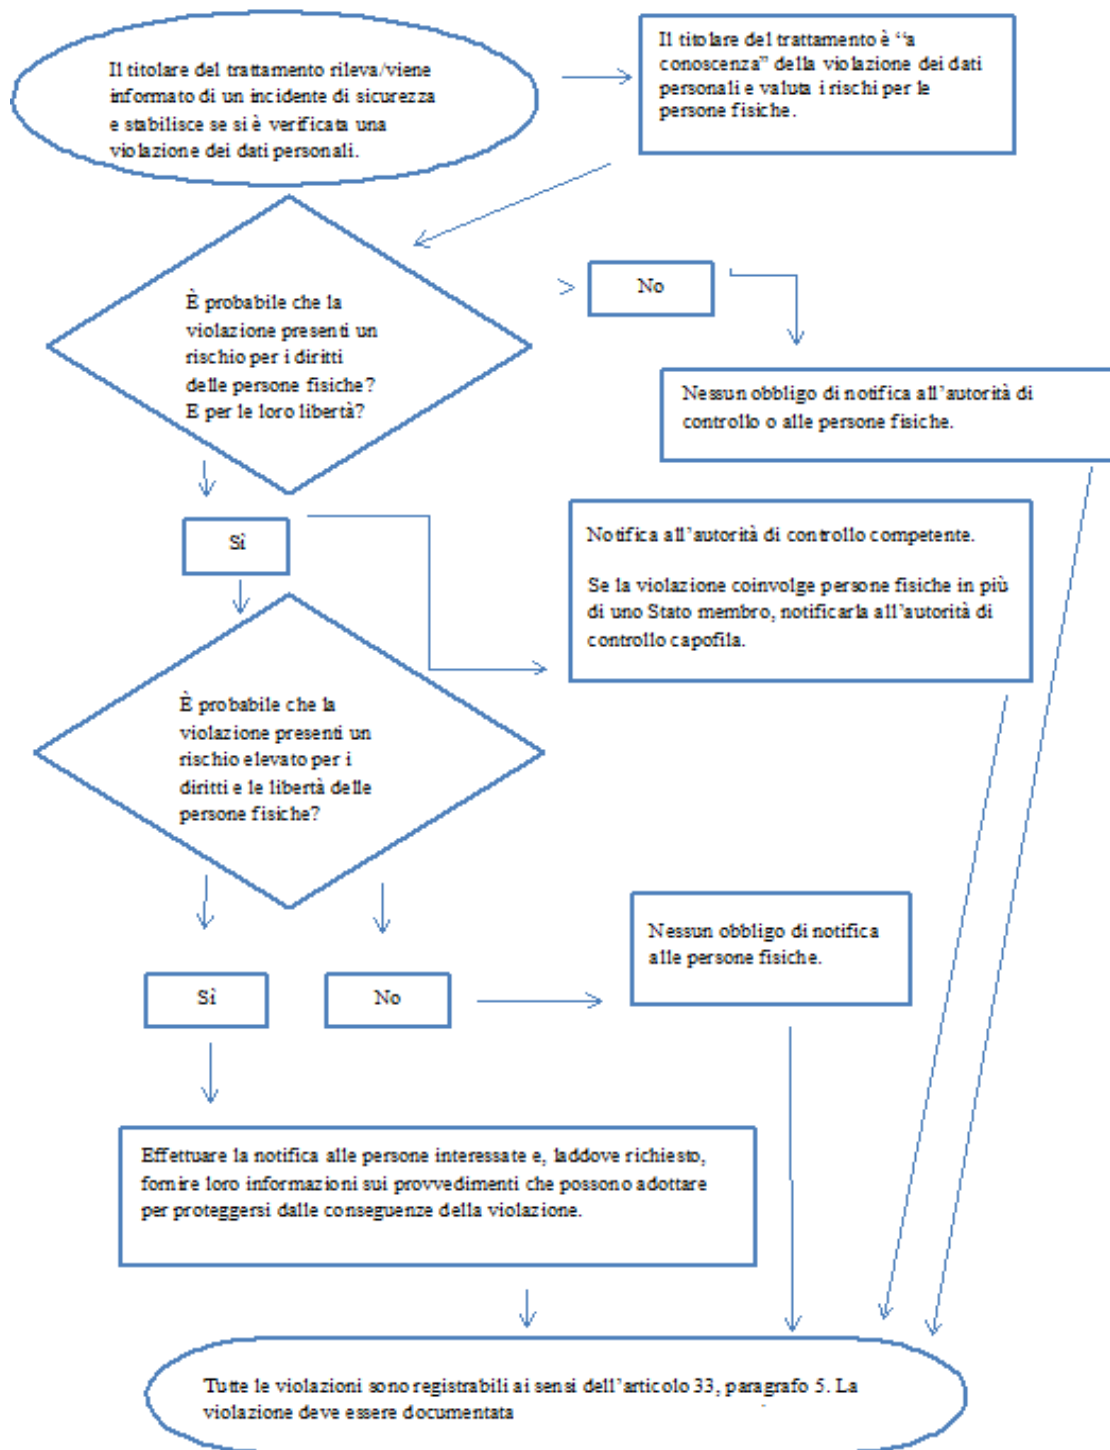 Il titolare del trattamento rileva/viene
informato di un incidente di sicurezza
e stabilisce se si è verificata una
violazione dei dati personali.
Il titolare del trattamento è “a
conoscenza” della violazione dei dati
personali e valuta i rischi per le
persone fisiche.
È probabile che la
violazione presenti un
rischio per i diritti
delle persone fisiche?
E per le loro libertà?
No
Nessun obbligo di notifica all’autorità di
controllo o alle persone fisiche.
Sì
Notifica all’autorità di controllo competente.
Se la violazione coinvolge persone fisiche in più
di uno Stato membro, notificarla all’autorità di
controllo capofila.
È probabile che la
violazione presenti un
rischio elevato per i
diritti e le libertà delle
persone fisiche?
Sì
No
Nessun obbligo di notifica
alle persone fisiche.
Effettuare la notifica alle persone interessate e, laddove richiesto,
fornire loro informazioni sui provvedimenti che possono adottare
per proteggersi dalle conseguenze della violazione.
Tutte le violazioni sono registrabili ai sensi dell’articolo 33, paragrafo 5. La
violazione deve essere documentata